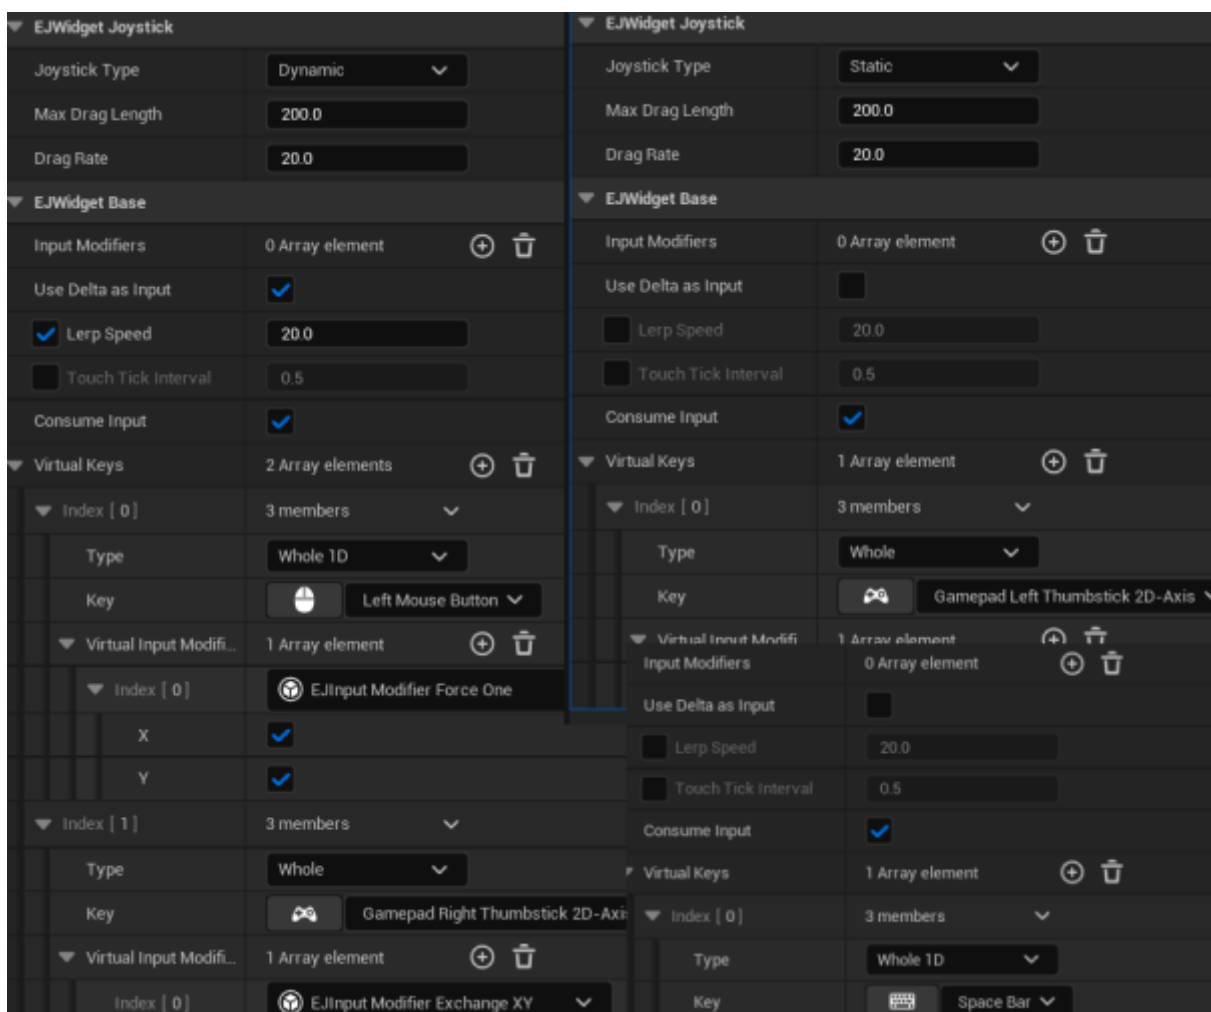 EJWidget Joystick
Joystick Type Dynamic
Max Drag Length 200.0
Drag Rate 20.0
EJWidget Base
Input Modifiers 0 Array element
Use Delta as Input
Lerp Speed 20.0
Touch Tick Interval 0.5
Consume Input
Virtual Keys 2 Array elements
Index [ 0 ] 3 members
Type Whole 1D
Key Left Mouse Button
Virtual Input Modifi... 1 Array element
Index [ 0 ] EJInput Modifier Force One
X
Y
Index [ 1 ] 3 members
Type Whole
Key Gamepad Right Thumbstick 2D-Axis
Virtual Input Modifi... 1 Array element
Index [ 0 ] EJInput Modifier Exchange XY
EJWidget Joystick
Joystick Type Static
Max Drag Length 200.0
Drag Rate 20.0
EJWidget Base
Input Modifiers 0 Array element
Use Delta as Input
Lerp Speed 20.0
Touch Tick Interval 0.5
Consume Input
Virtual Keys 1 Array element
Index [ 0 ] 3 members
Type Whole
Key Gamepad Left Thumbstick 2D-Axis
Virtual Input Modifi 1 Array element
Input Modifiers 0 Array element
Use Delta as Input
Lerp Speed 20.0
Touch Tick Interval 0.5
Consume Input
Virtual Keys 1 Array element
Index [ 0 ] 3 members
Type Whole 1D
Key Space Bar